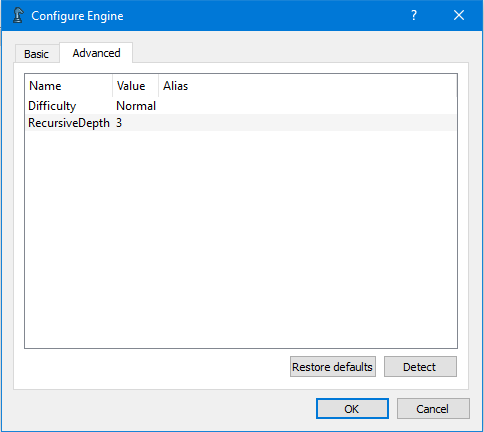 Configure Engine ?
Basic Advanced
Name Value Alias
Difficulty Normal
RecursiveDepth 3
Restore defaults Detect
OK Cancel